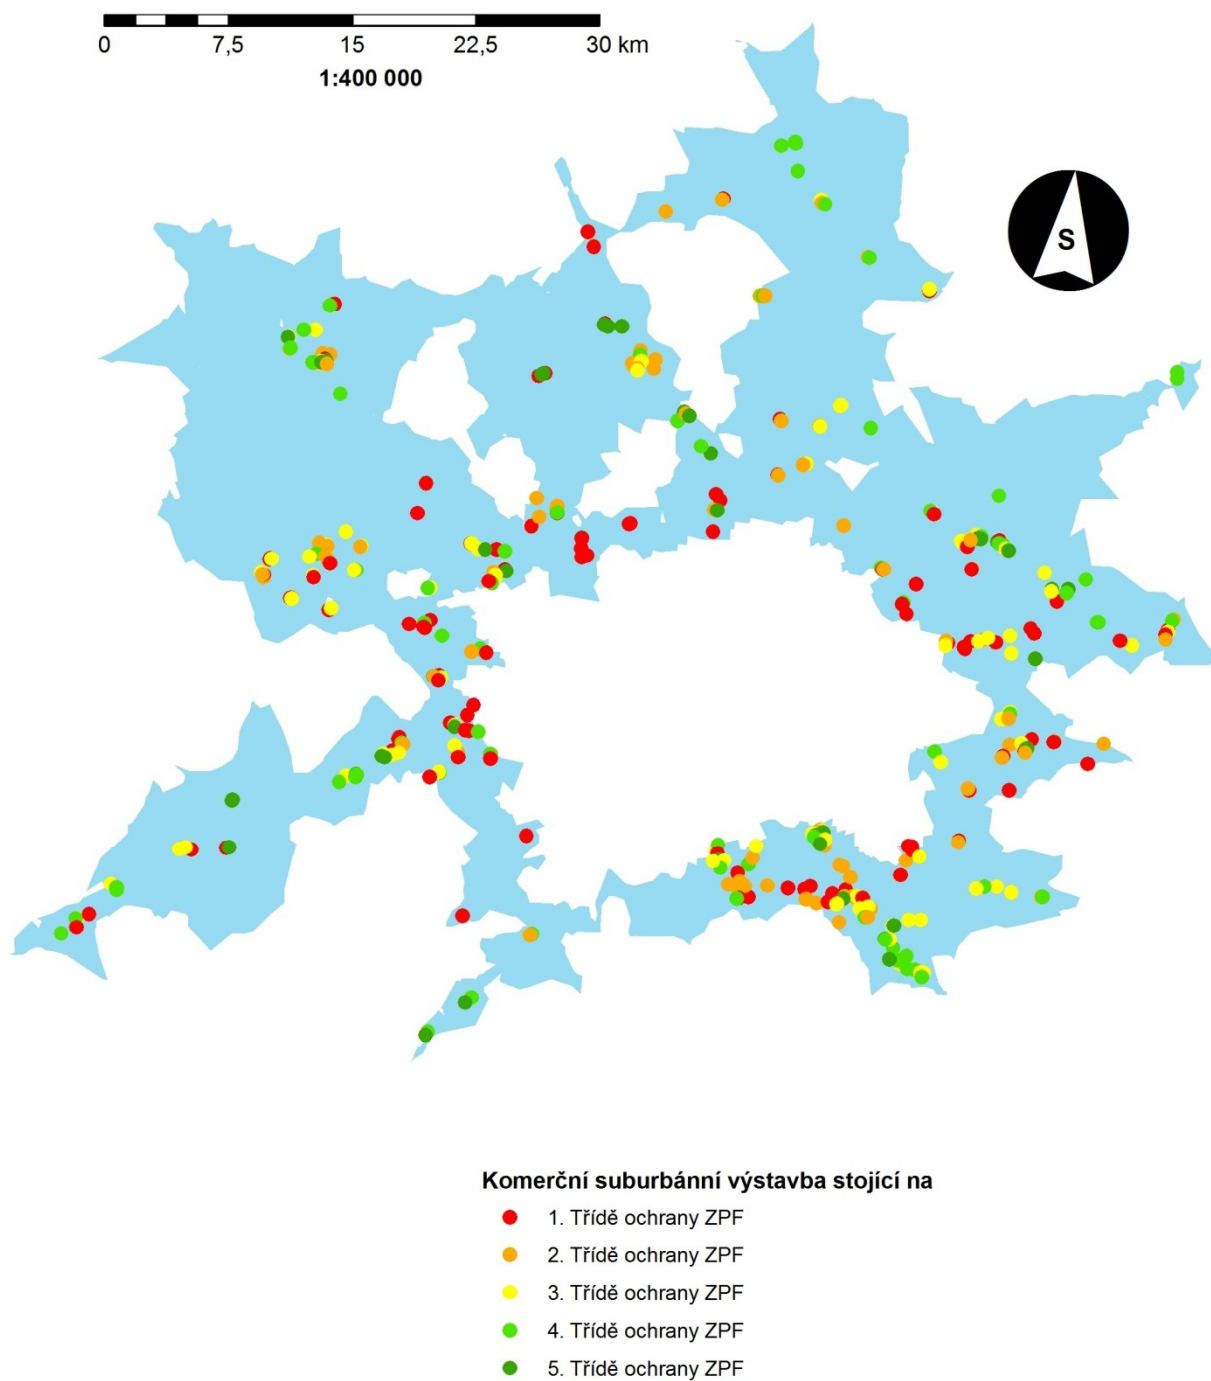 0 7,5 15 22,5 30 km
1:400 000
S
Komerční suburbánní výstavba stojící na
1. Třídě ochrany ZPF
2. Třídě ochrany ZPF
3. Třídě ochrany ZPF
4. Třídě ochrany ZPF
5. Třídě ochrany ZPF